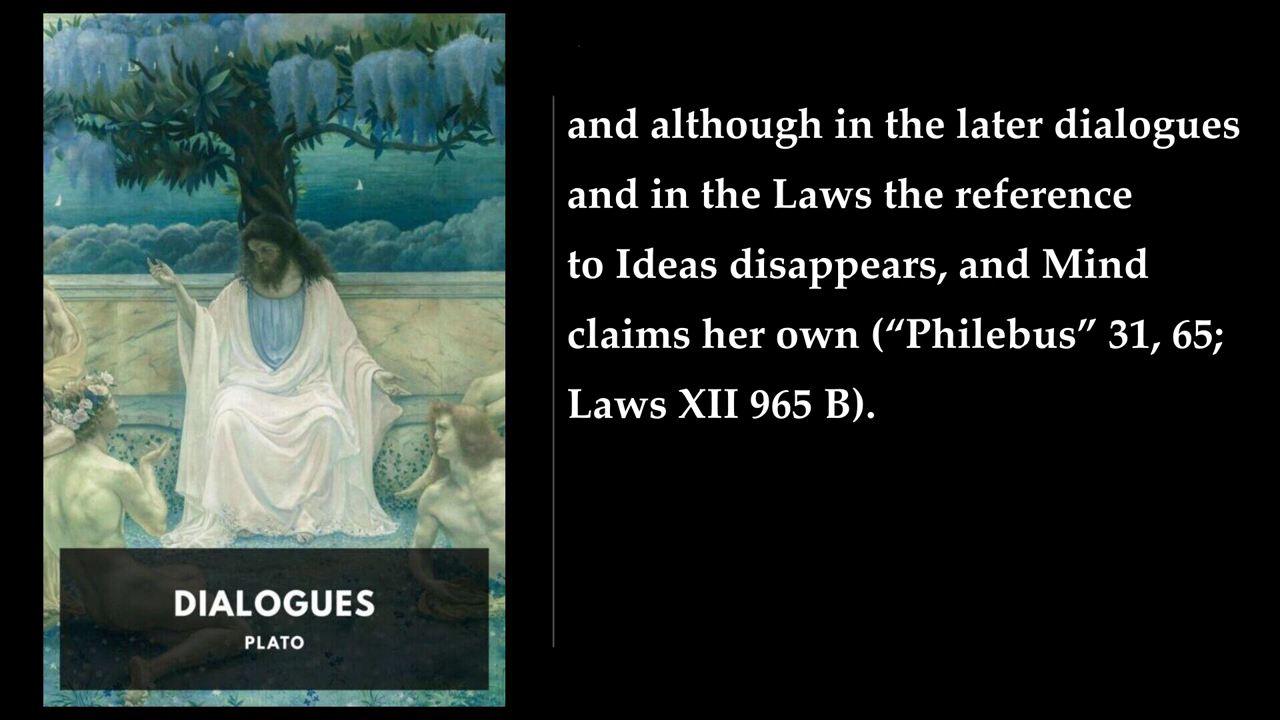 DIALOGUES
PLATO
and although in the later dialogues
and in the Laws the reference
to Ideas disappears, and Mind
claims her own (“Philebus” 31, 65;
Laws XII 965 B).